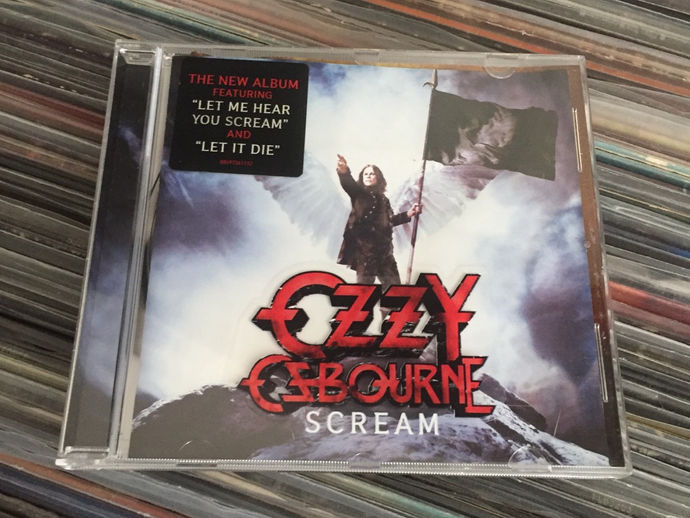 THE NEW ALBUM
FEATURING
"LET ME HEAR
YOU SCREAM"
AND
"LET IT DIE"
OZZY
OSBOURNE
SCREAM